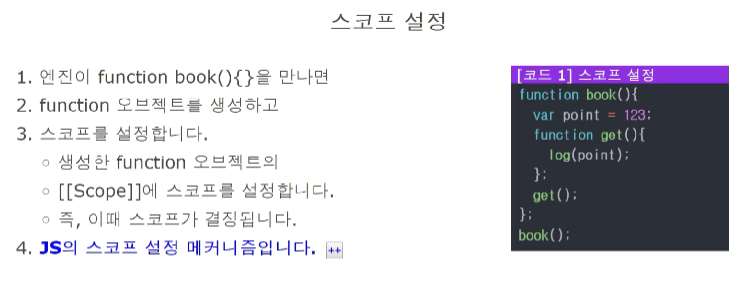 스코프 설정
1. 엔진이 function book(){}을 만나면
2. function 오브젝트를 생성하고
3. 스코프를 설정합니다.
○ 생성한 function 오브젝트의
○ [[Scope]]에 스코프를 설정합니다.
○ 즉, 이때 스코프가 결징됩니다.
4. JS의 스코프 설정 메커니즘입니다. ++
[코드 1] 스코프 설정
function book(){
  var point = 123;
  function get(){
    log(point);
  };
  get();
};
book();